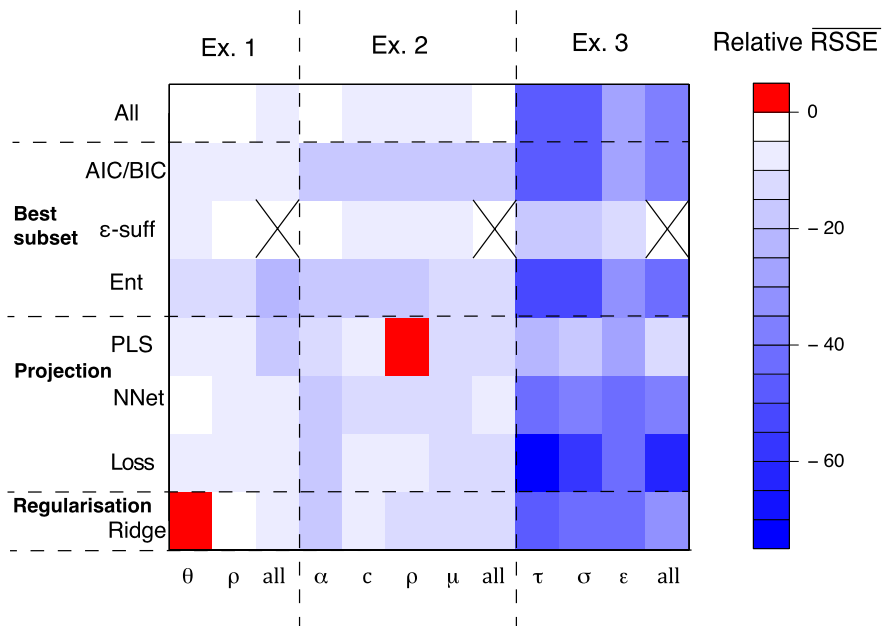 Ex. 1 Ex. 2 Ex. 3 Relative RSSE
All
AIC/BIC
Best
subset
ε-suff
Ent
PLS
Projection
NNet
Loss
Regularisation
Ridge
θ ρ all α c ρ μ all τ σ ε all
0
−20
−40
−60